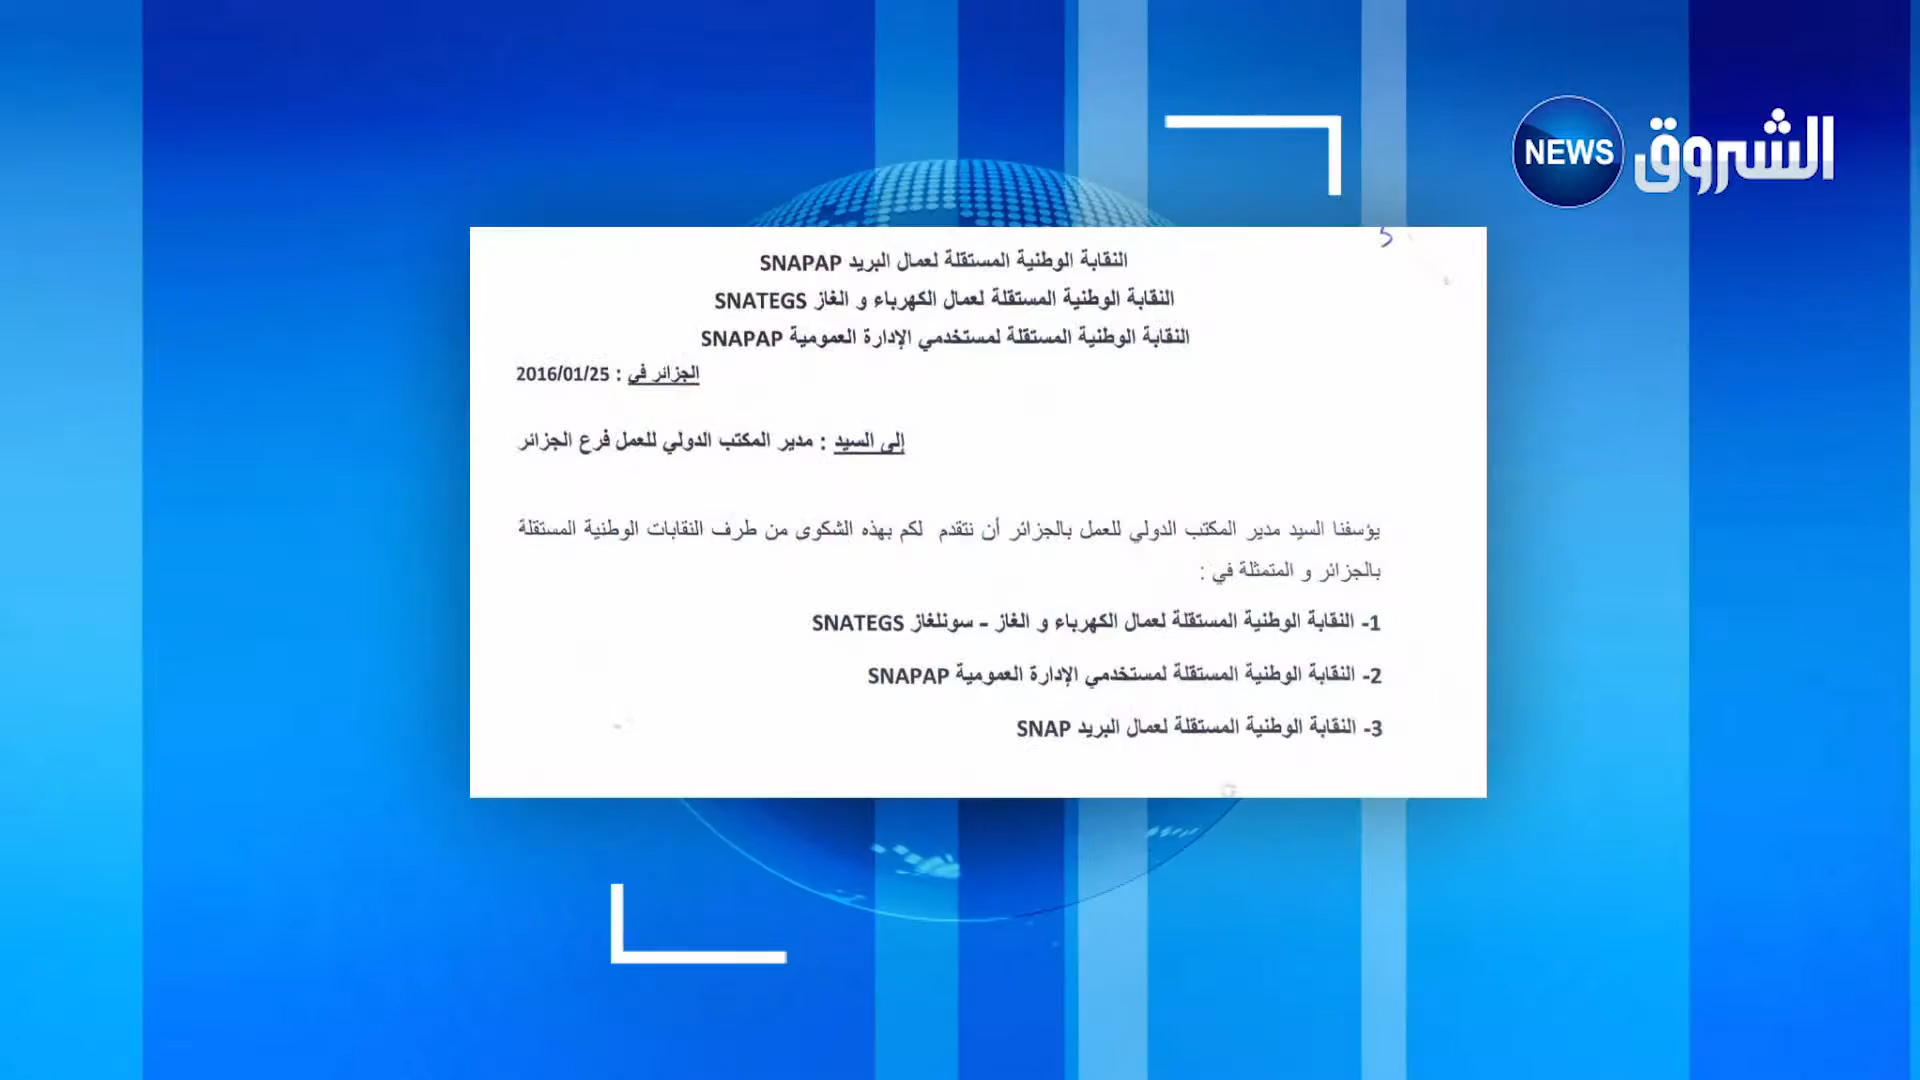 الشروق NEWS
النقابة الوطنية المستقلة لعمال البريد SNAPAP
النقابة الوطنية المستقلة لعمال الكهرباء و الغاز SNATEGS
النقابة الوطنية المستقلة لمستخدمي الإدارة العمومية SNAPAP
الجزائر في : 2016/01/25
إلى السيد : مدير المكتب الدولي للعمل فرع الجزائر
يؤسفنا السيد مدير المكتب الدولي للعمل بالجزائر أن نتقدم لكم بهذه الشكوى من طرف النقابات الوطنية المستقلة
بالجزائر و المتمثلة في :
1- النقابة الوطنية المستقلة لعمال الكهرباء و الغاز – سونلغاز SNATEGS
2- النقابة الوطنية المستقلة لمستخدمي الإدارة العمومية SNAPAP
3- النقابة الوطنية المستقلة لعمال البريد SNAP